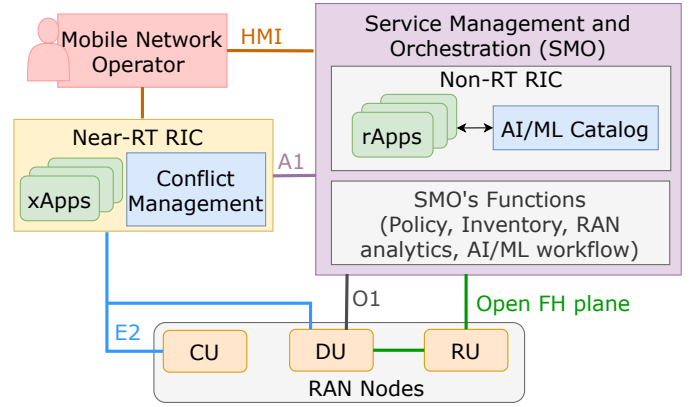 Mobile Network
Operator
HMI
Service Management and
Orchestration (SMO)
Non-RT RIC
rApps
AI/ML Catalog
Near-RT RIC
xApps
Conflict
Management
A1
SMO's Functions
(Policy, Inventory, RAN
analytics, AI/ML workflow)
O1
Open FH plane
E2
CU
DU
RU
RAN Nodes